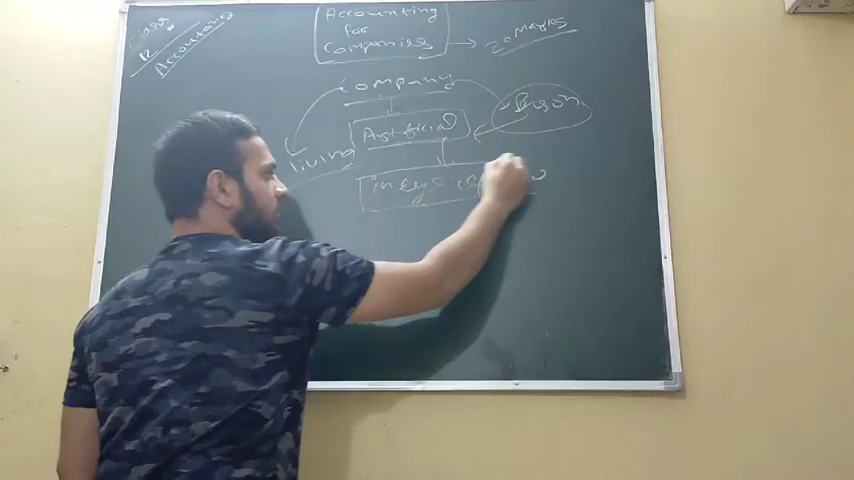 Class
12
Accountancy
Accounting
for
Companies → 20 Marks
Company
Person
Artificial
living